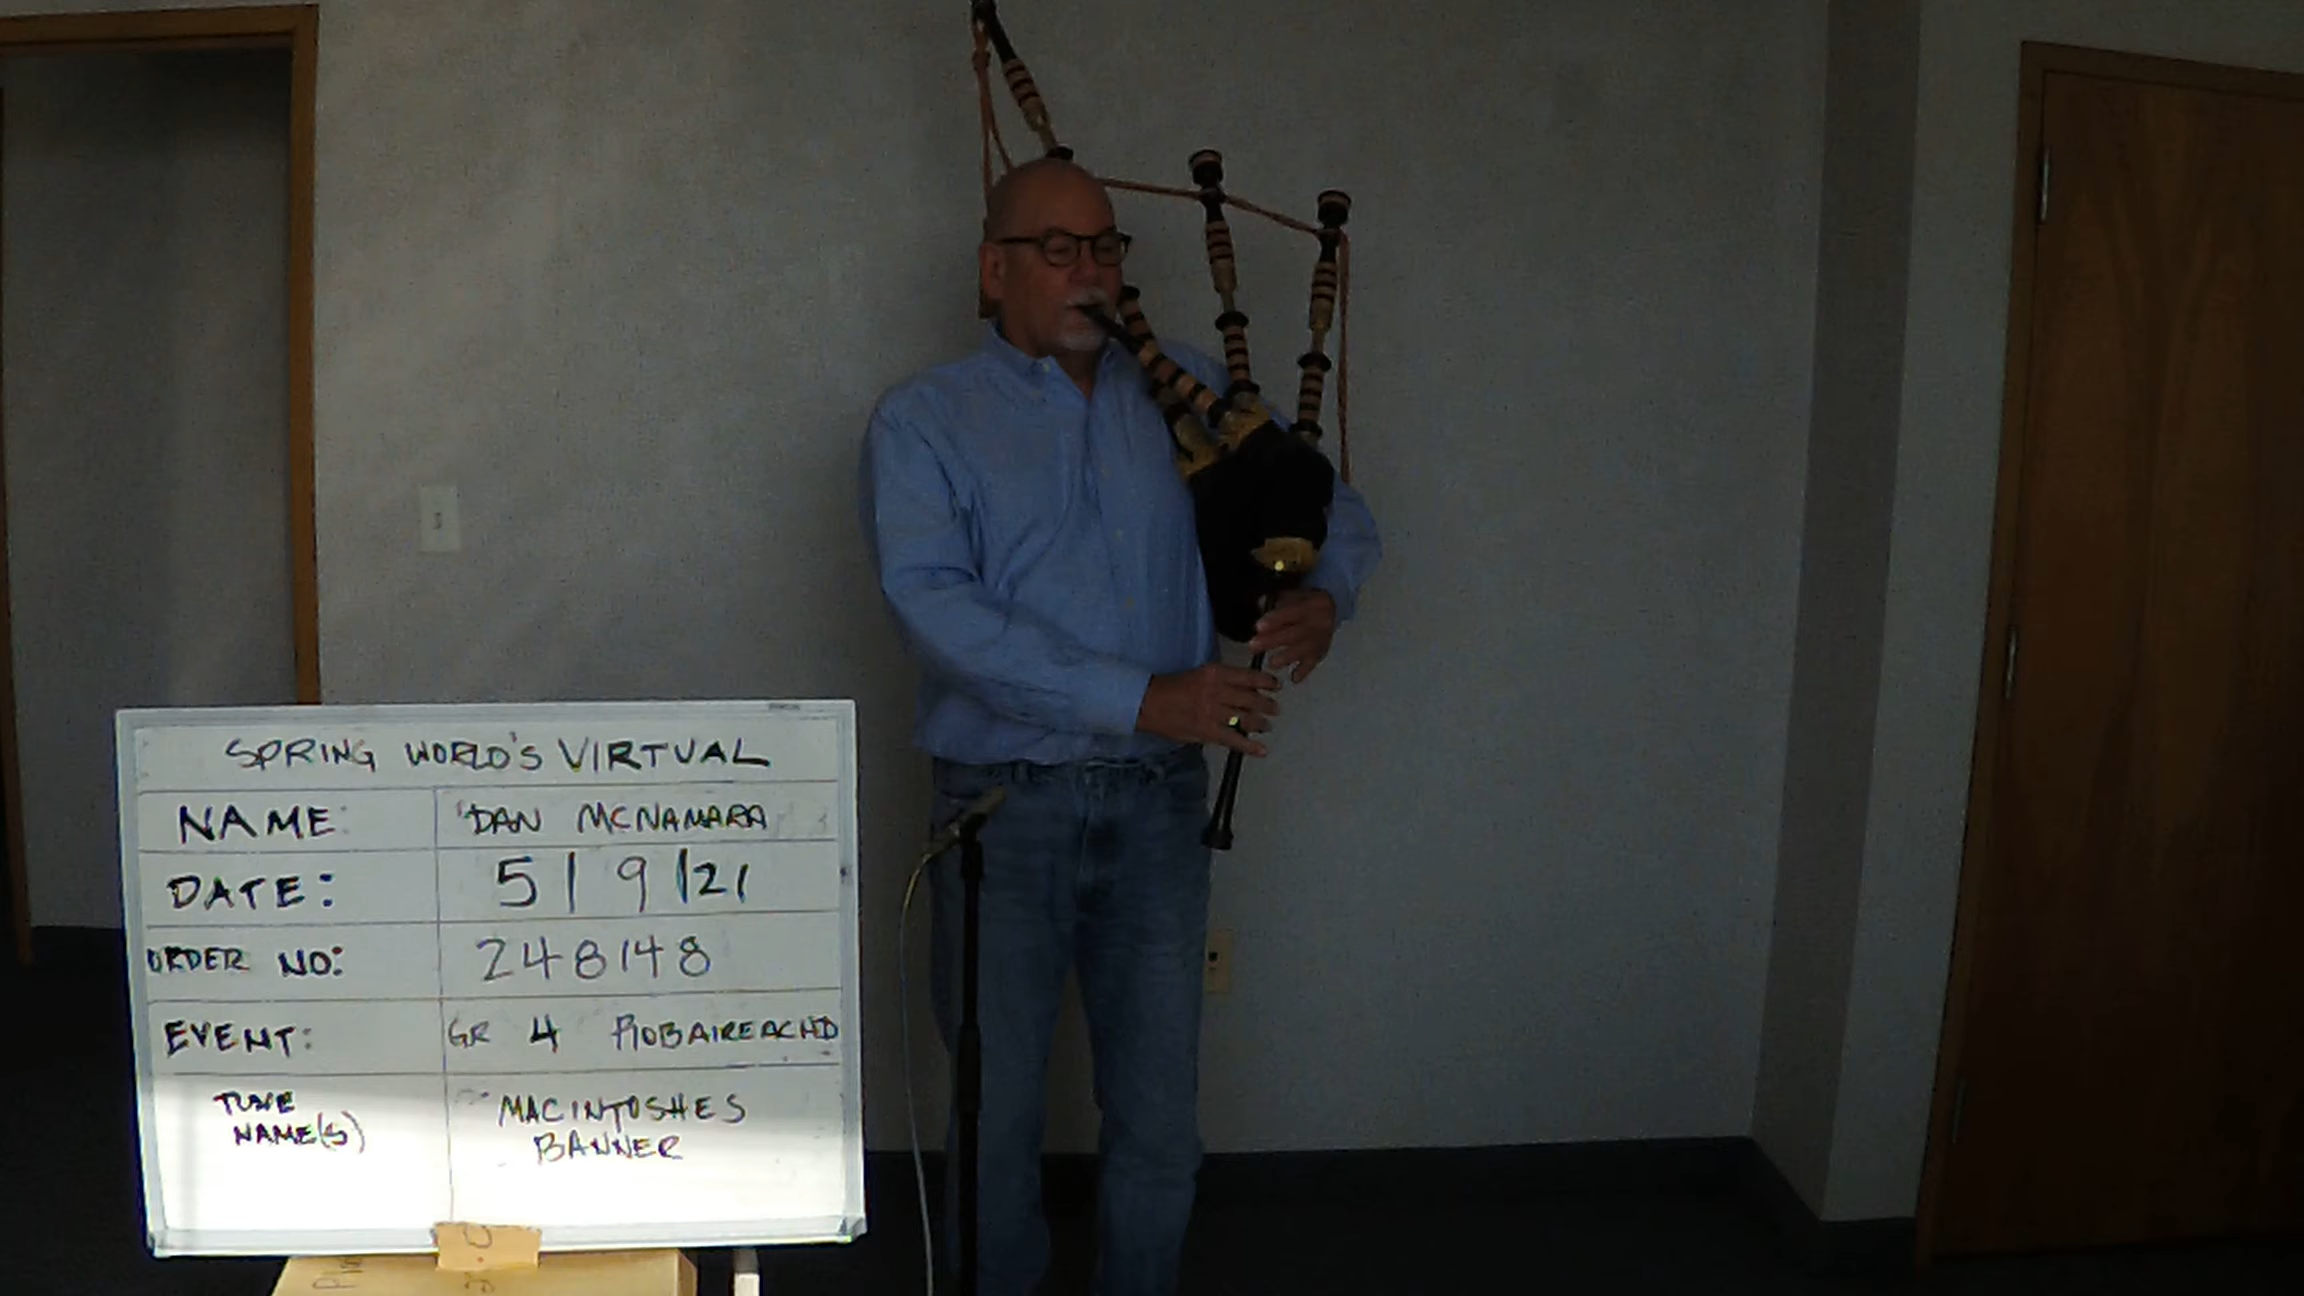 SPRING WORLD'S VIRTUAL
NAME: DAN MCNAMARA
DATE: 5/9/21
ORDER NO: 248148
EVENT: GR 4 PIOBAIREACHD
TUNE NAME(S)
MACINTOSHES
BANNER